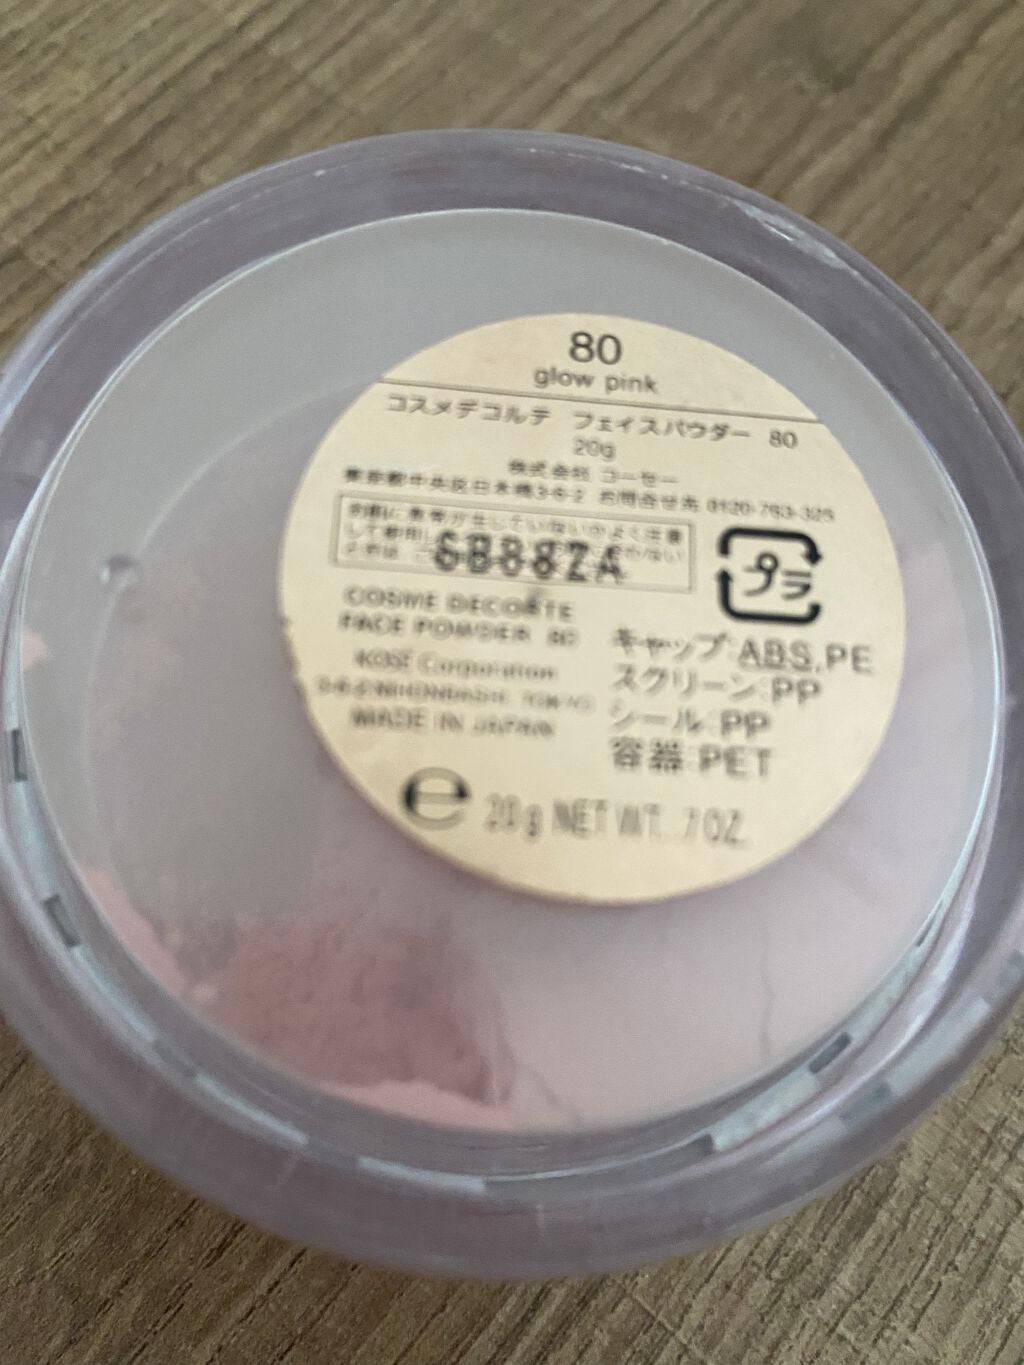 80
glow pink
コスメデコルテ フェイスパウダー 80
20g
株式会社 コーセー
東京都中央区日本橋3-6-2 お問合せ先 0120-763-325
COSME DECORTE
FACE POWDER 80
KOSÉ Corporation
MADE IN JAPAN
プラ
キャップ:ABS,PE
スクリーン:PP
シール:PP
容器:PET
e 20g NET WT. .7 OZ.